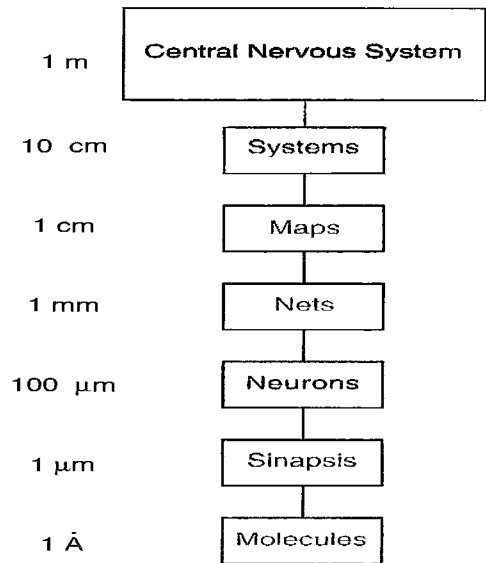 1 m Central Nervous System
10 cm Systems
1 cm Maps
1 mm Nets
100 μm Neurons
1 μm Sinapsis
1 Å Molecules